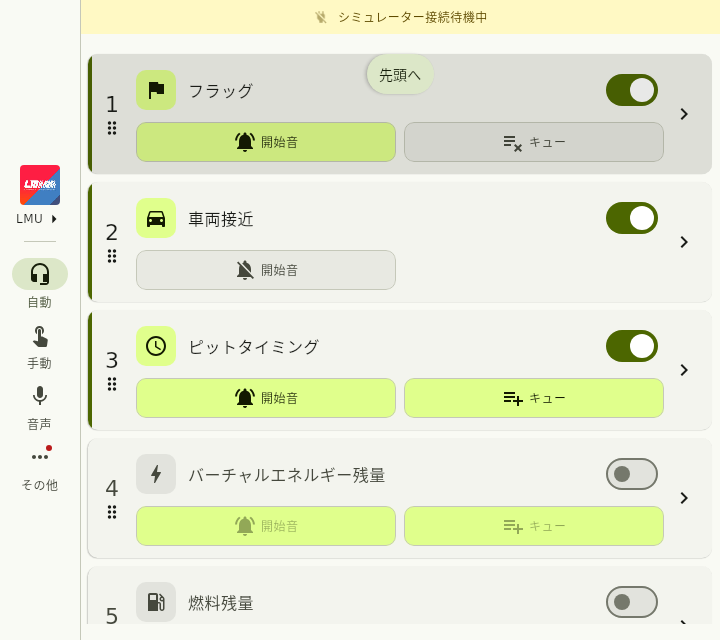 シミュレーター接続待機中
先頭へ
1
フラッグ
開始音
キュー
2
車両接近
開始音
3
ピットタイミング
開始音
キュー
4
バーチャルエネルギー残量
開始音
キュー
5
燃料残量
LMU
自動
手動
音声
その他